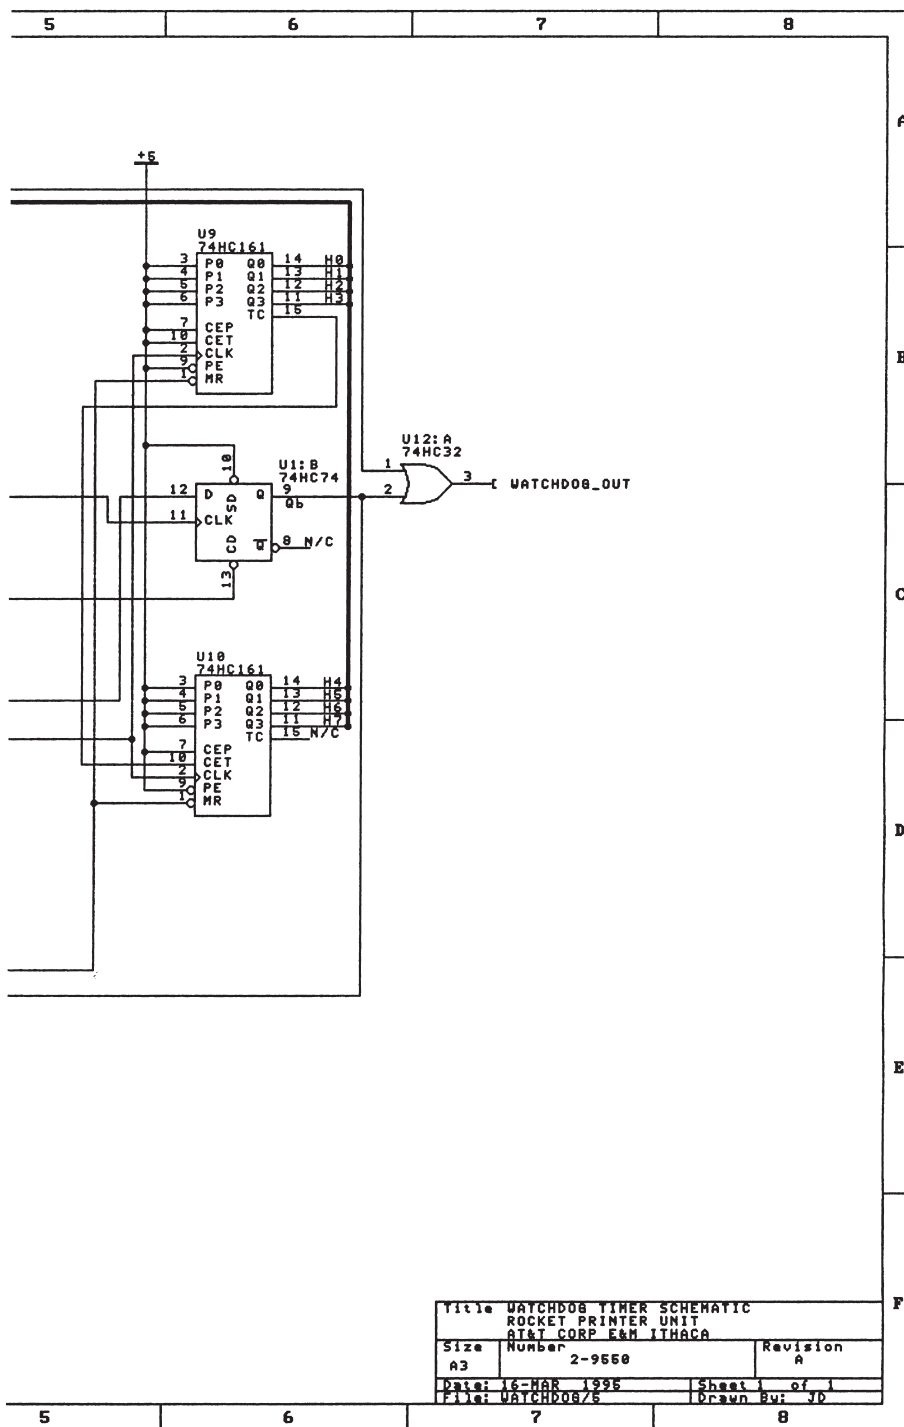 5 6 7 8
A
+5
U9
74HC161
3 P0 Q0 14 H0
4 P1 Q1 13 H1
5 P2 Q2 12 H2
6 P3 Q3 11 H3
TC 15
7 CEP
10 CET
2 CLK
9 PE
1 MR
B
U12:A
74HC32
1
2
3 WATCHDOG_OUT
10
U1:B
74HC74
12 D SD Q 9
Qb
11 CLK
CD Q 8 N/C
13
C
U10
74HC161
3 P0 Q0 14 H4
4 P1 Q1 13 H5
5 P2 Q2 12 H6
6 P3 Q3 11 H7
TC 15 N/C
7 CEP
10 CET
2 CLK
9 PE
1 MR
D
E
F
Title WATCHDOG TIMER SCHEMATIC
ROCKET PRINTER UNIT
AT&T CORP E&M ITHACA
Size Number Revision
A3 2-9550 A
Date: 16-MAR 1995 Sheet 1 of 1
File: WATCHDOG/S Drawn By: JD
5 6 7 8